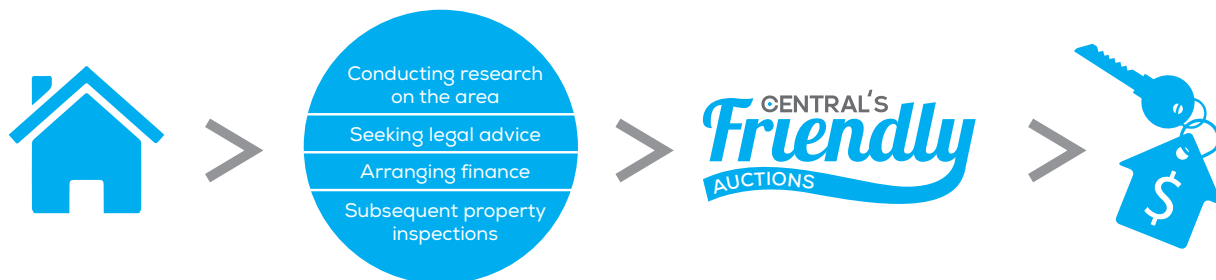 Conducting research
on the area
Seeking legal advice
Arranging finance
Subsequent property
inspections
CENTRAL'S
Friendly
AUCTIONS
$